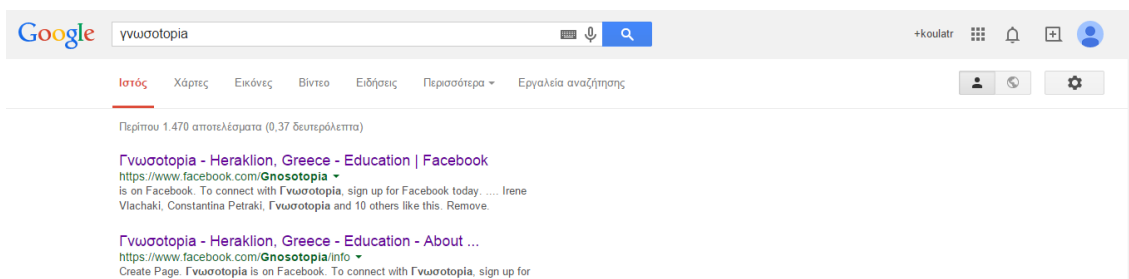 Google γνωσοtopia +koulatr
Ιστός Χάρτες Εικόνες Βίντεο Ειδήσεις Περισσότερα Εργαλεία αναζήτησης
Περίπου 1.470 αποτελέσματα (0,37 δευτερόλεπτα)
Γνωσοtopia - Heraklion, Greece - Education | Facebook
https://www.facebook.com/Gnosotopia
is on Facebook. To connect with Γνωσοtopia, sign up for Facebook today. .... Irene
Vlachaki, Constantina Petraki, Γνωσοtopia and 10 others like this. Remove.
Γνωσοtopia - Heraklion, Greece - Education - About ...
https://www.facebook.com/Gnosotopia/info
Create Page. Γνωσοtopia is on Facebook. To connect with Γνωσοtopia, sign up for